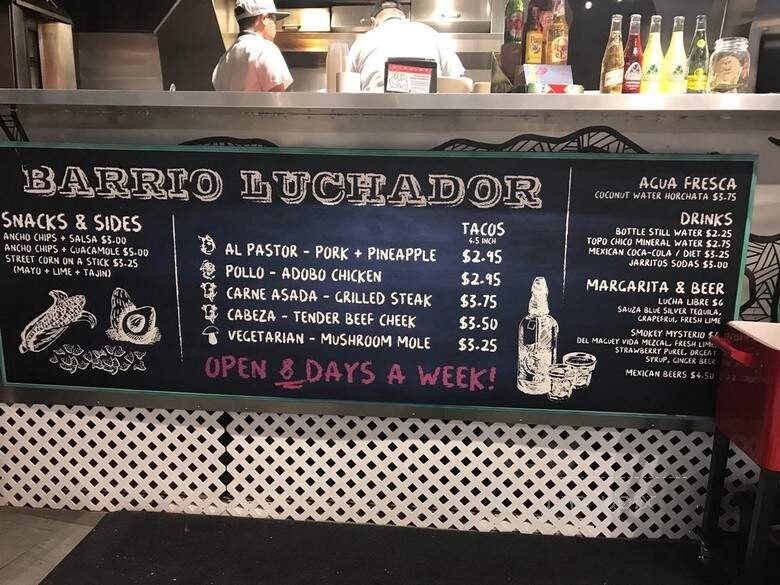 BARRIO LUCHADOR
SNACKS & SIDES
ANCHO CHIPS + SALSA $3.00
ANCHO CHIPS + GUACAMOLE $5.00
STREET CORN ON A STICK $3.25
(MAYO + LIME + TAJIN)
TACOS
4.5 INCH
AL PASTOR - PORK + PINEAPPLE $2.95
POLLO - ADOBO CHICKEN $2.95
CARNE ASADA - GRILLED STEAK $3.75
CABEZA - TENDER BEEF CHEEK $3.50
VEGETARIAN - MUSHROOM MOLE $3.25
OPEN 8 DAYS A WEEK!
AGUA FRESCA
COCONUT WATER HORCHATA $3.75
DRINKS
BOTTLE STILL WATER $2.25
TOPO CHICO MINERAL WATER $2.75
MEXICAN COCA-COLA / DIET $3.25
JARRITOS SODAS $3.00
MARGARITA & BEER
LUCHA LIBRE $6
SAUZA BLUE SILVER TEQUILA,
GRAPEFRUI, FRESH LIME
SMOKEY MYSTERIO $6
DEL MAGUEY VIDA MEZCAL, FRESH LIME
STRAWBERRY PUREE, ORGEAT
SYRUP, GINGER BEER
MEXICAN BEERS $4.50